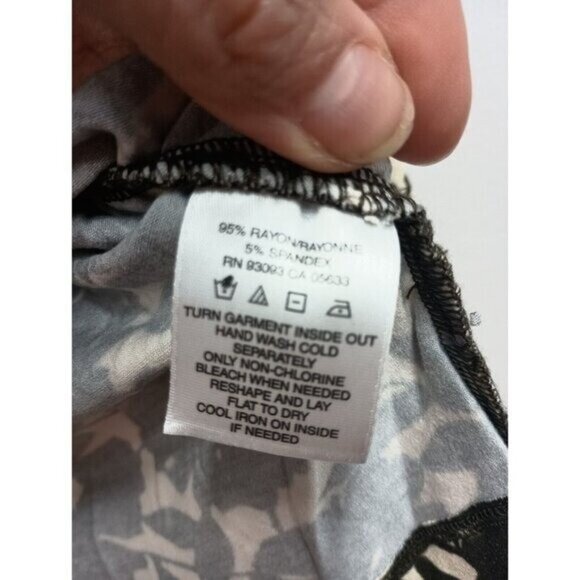 95% RAYON/RAYONNE
5% SPANDEX
RN 93093 CA 05633
TURN GARMENT INSIDE OUT
HAND WASH COLD
SEPARATELY
ONLY NON-CHLORINE
BLEACH WHEN NEEDED
RESHAPE AND LAY
FLAT TO DRY
COOL IRON ON INSIDE
IF NEEDED